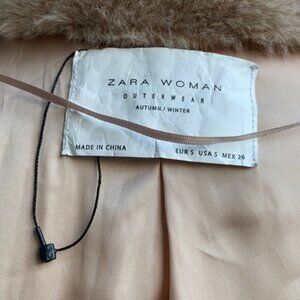 ZARA WOMAN
OUTERWEAR
AUTUMN / WINTER
MADE IN CHINA
EUR S USA S MEX 26